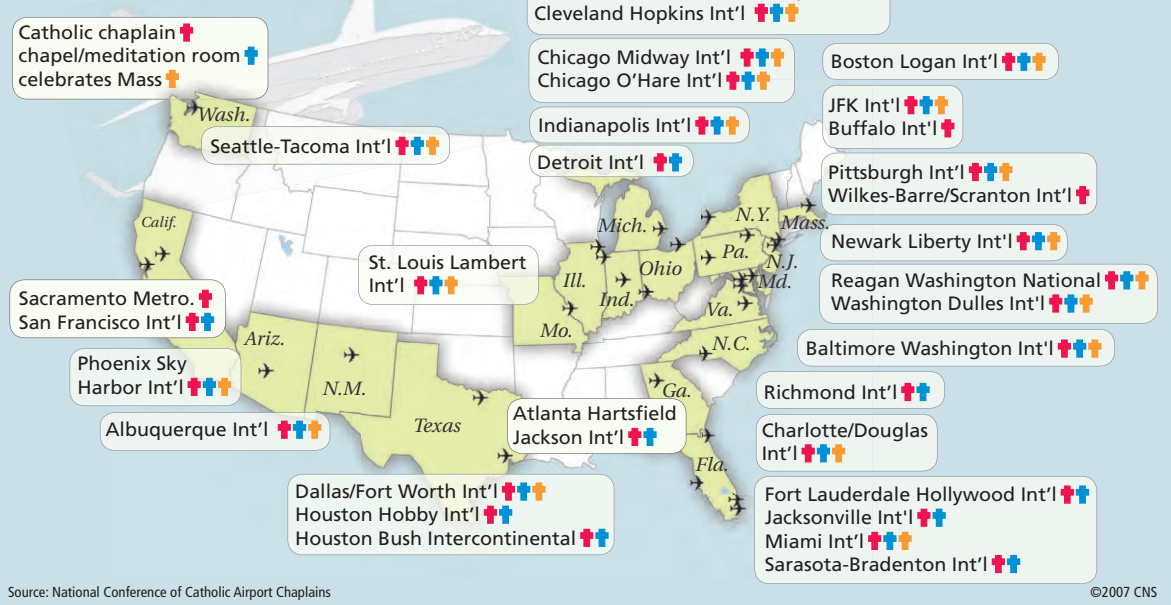 Cleveland Hopkins Int’l
Catholic chaplain
chapel/meditation room
celebrates Mass
Chicago Midway Int’l
Chicago O’Hare Int’l
Boston Logan Int’l
JFK Int'l
Buffalo Int'l
Indianapolis Int’l
Wash.
Seattle-Tacoma Int’l
Detroit Int’l
Pittsburgh Int’l
Wilkes-Barre/Scranton Int’l
Calif.
Mich.
N.Y.
Mass.
Newark Liberty Int'l
St. Louis Lambert
Int’l
Ill.
Ind.
Ohio
Pa.
N.J.
Md.
Reagan Washington National
Washington Dulles Int’l
Sacramento Metro.
San Francisco Int’l
Mo.
Va.
Ariz.
N.C.
Baltimore Washington Int'l
Phoenix Sky
Harbor Int’l
N.M.
Ga.
Richmond Int’l
Albuquerque Int’l
Texas
Atlanta Hartsfield
Jackson Int’l
Charlotte/Douglas
Int’l
Fla.
Dallas/Fort Worth Int’l
Houston Hobby Int’l
Houston Bush Intercontinental
Fort Lauderdale Hollywood Int’l
Jacksonville Int'l
Miami Int’l
Sarasota-Bradenton Int’l
Source: National Conference of Catholic Airport Chaplains
©2007 CNS